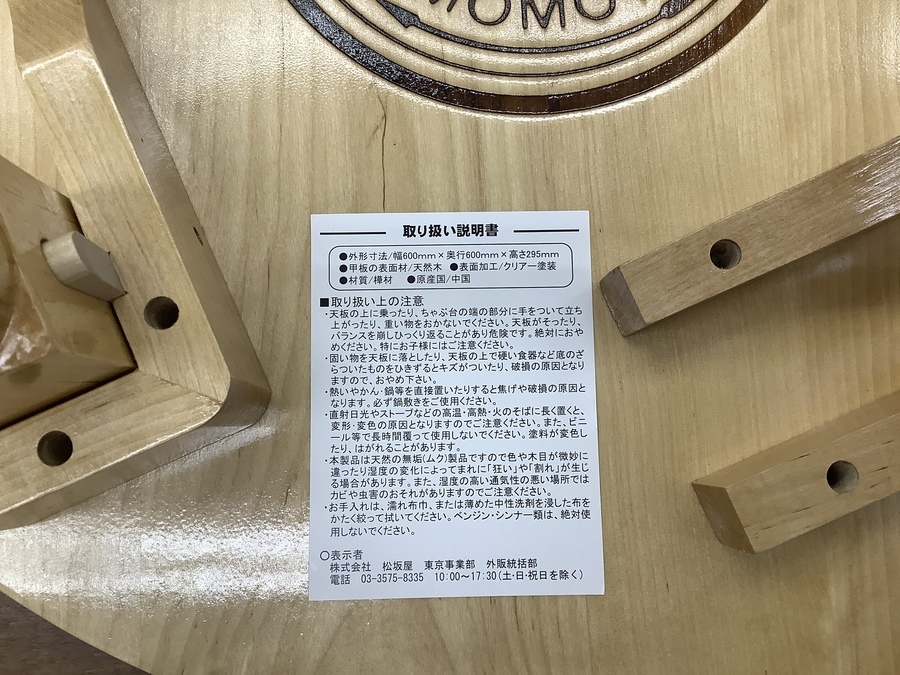 MOMO
取り扱い説明書
●外形寸法/幅600mm×奥行600mm×高さ295mm
●甲板の表面材/天然木 ●表面加工/クリアー塗装
●材質/樺材 ●原産国/中国
■取り扱い上の注意
・天板の上に乗ったり、ちゃぶ台の端の部分に手をついて立ち
上がったり、重い物をおかないでください。天板がそったり、
バランスを崩しひっくり返ることがあり危険です。絶対におや
めください。特にお子様にはご注意ください。
・固い物を天板に落としたり、天板の上で硬い食器など底のざ
らついたものをひきずるとキズがついたり、破損の原因となり
ますので、おやめ下さい。
・熱いやかん・鍋等を直接置いたりすると焦げや破損の原因と
なります。必ず鍋敷きをご使用ください。
・直射日光やストーブなどの高温・高熱・火のそばに長く置くと、
変形・変色の原因となりますのでご注意ください。また、ビニ
ール等で長時間覆って使用しないでください。塗料が変色し
たり、はがれることがあります。
・本製品は天然の無垢(ムク)製品ですので色や木目が微妙に
違ったり湿度の変化によってまれに「狂い」や「割れ」が生じ
る場合があります。また、湿度の高い通気性の悪い場所では
カビや虫害のおそれがありますのでご注意ください。
・お手入れは、濡れ布巾、または薄めた中性洗剤を浸した布を
かたく絞って拭いてください。ベンジン・シンナー類は、絶対使
用しないでください。
○表示者
株式会社 松坂屋 東京事業部 外販統括部
電話 03-3575-8335 10:00～17:30(土・日・祝日を除く)